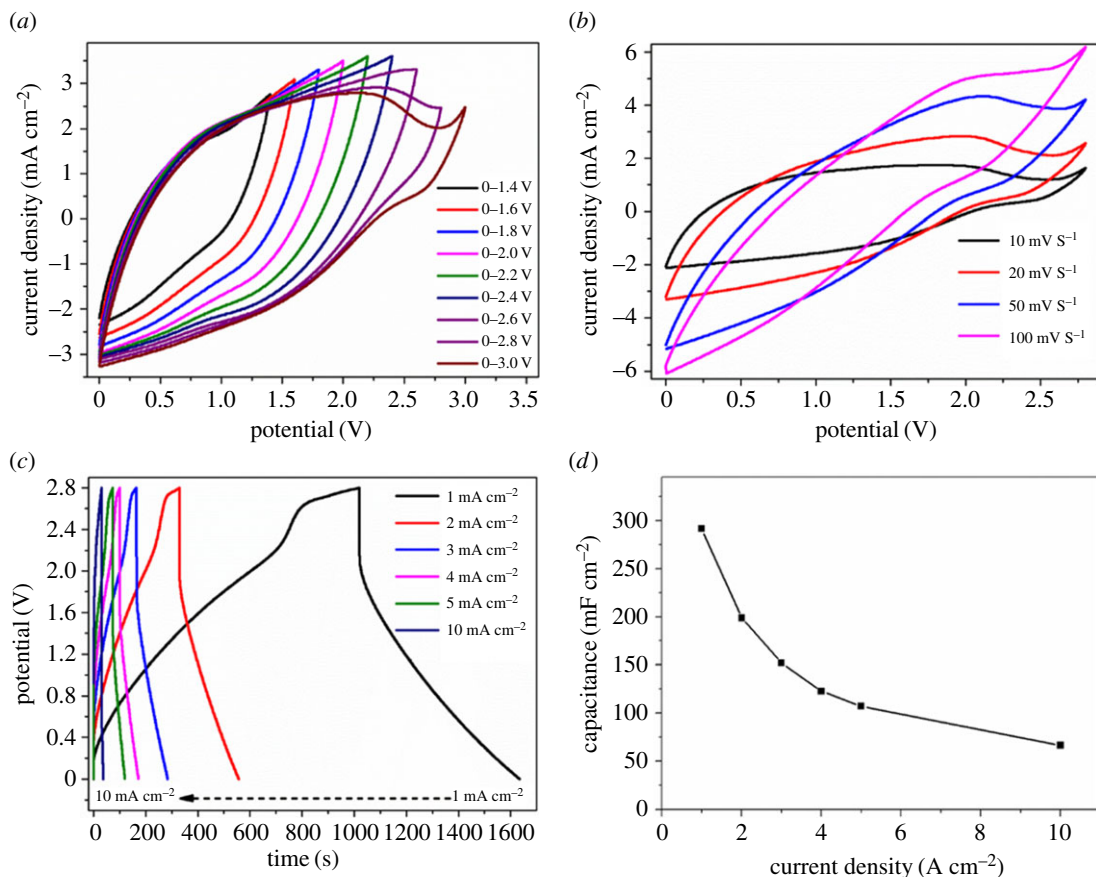 (a)
3
2
1
0
–1
–2
–3
current density (mA cm⁻²)
0–1.4 V
0–1.6 V
0–1.8 V
0–2.0 V
0–2.2 V
0–2.4 V
0–2.6 V
0–2.8 V
0–3.0 V
0 0.5 1.0 1.5 2.0 2.5 3.0 3.5
potential (V)
(b)
6
4
2
0
–2
–4
–6
current density (mA cm⁻²)
10 mV S⁻¹
20 mV S⁻¹
50 mV S⁻¹
100 mV S⁻¹
0 0.5 1.0 1.5 2.0 2.5
potential (V)
(c)
2.8
2.4
2.0
1.6
1.2
0.8
0.4
0
potential (V)
1 mA cm⁻²
2 mA cm⁻²
3 mA cm⁻²
4 mA cm⁻²
5 mA cm⁻²
10 mA cm⁻²
10 mA cm⁻² 1 mA cm⁻²
0 200 400 600 800 1000 1200 1400 1600
time (s)
(d)
300
250
200
150
100
50
0
capacitance (mF cm⁻²)
0 2 4 6 8 10
current density (A cm⁻²)